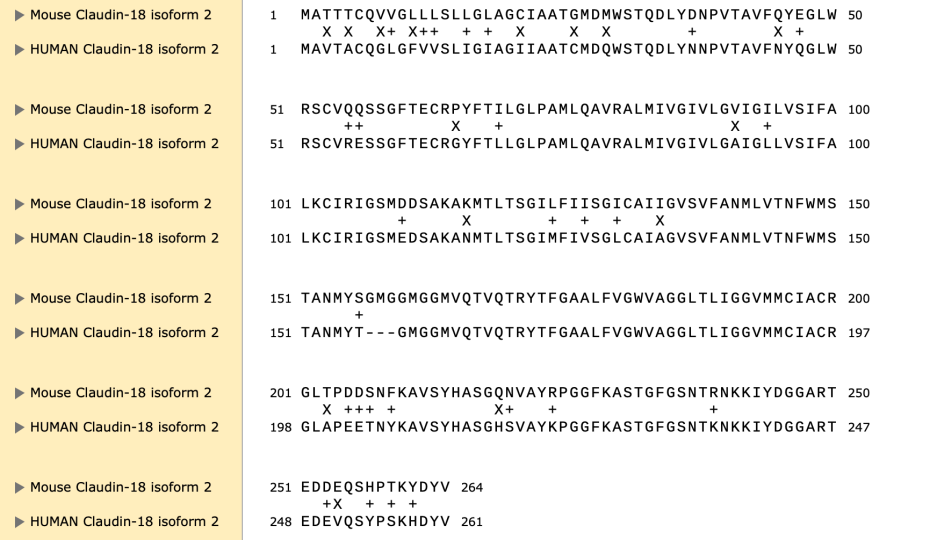 Mouse Claudin-18 isoform 2 1 MATTTCQVVGLLLSLLGLAGCIAATGMDMWSTQDLYDNPVTAVFQYEGLW 50
X X X+ X++ + + X X X + X +
HUMAN Claudin-18 isoform 2 1 MAVTACQGLGFVVSLIGIAGIIAATCMDQWSTQDLYNNPVTAVFNYQGLW 50
Mouse Claudin-18 isoform 2 51 RSCVQQSSGFTECRPYFTILGLPAMLQAVRALMIVGIVLGVIGILVSIFA 100
++ X + X +
HUMAN Claudin-18 isoform 2 51 RSCVRESSGFTECRGYFTLLGLPAMLQAVRALMIVGIVLGAIGLLVSIFA 100
Mouse Claudin-18 isoform 2 101 LKCIRIGSMDDSAKAKMTLTSGILFIISGICAIIGVSVFANMLVTNFWMS 150
+ X + + + X
HUMAN Claudin-18 isoform 2 101 LKCIRIGSMEDSAKANMTLTSGIMFIVSGLCAIAGVSVFANMLVTNFWMS 150
Mouse Claudin-18 isoform 2 151 TANMYSGMGGMGGMVQTVQTRYTFGAALFVGWVAGGLTLIGGVMMCIACR 200
+
HUMAN Claudin-18 isoform 2 151 TANMYT---GMGGMVQTVQTRYTFGAALFVGWVAGGLTLIGGVMMCIACR 197
Mouse Claudin-18 isoform 2 201 GLTPDDSNFKAVSYHASGQNVAYRPGGFKASTGFGSNTRNKKIYDGGART 250
X +++ + X+ + +
HUMAN Claudin-18 isoform 2 198 GLAPEETNYKAVSYHASGHSVAYKPGGFKASTGFGSNTKNKKIYDGGART 247
Mouse Claudin-18 isoform 2 251 EDDEQSHPTKYDYV 264
+X + + +
HUMAN Claudin-18 isoform 2 248 EDEVQSYPSKHDYV 261